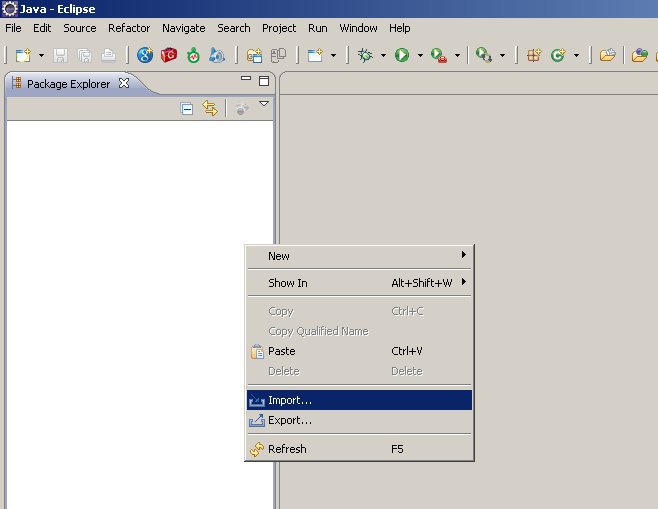 Java - Eclipse
File Edit Source Refactor Navigate Search Project Run Window Help
Package Explorer
New
Show In Alt+Shift+W
Copy Ctrl+C
Copy Qualified Name
Paste Ctrl+V
Delete Delete
Import...
Export...
Refresh F5